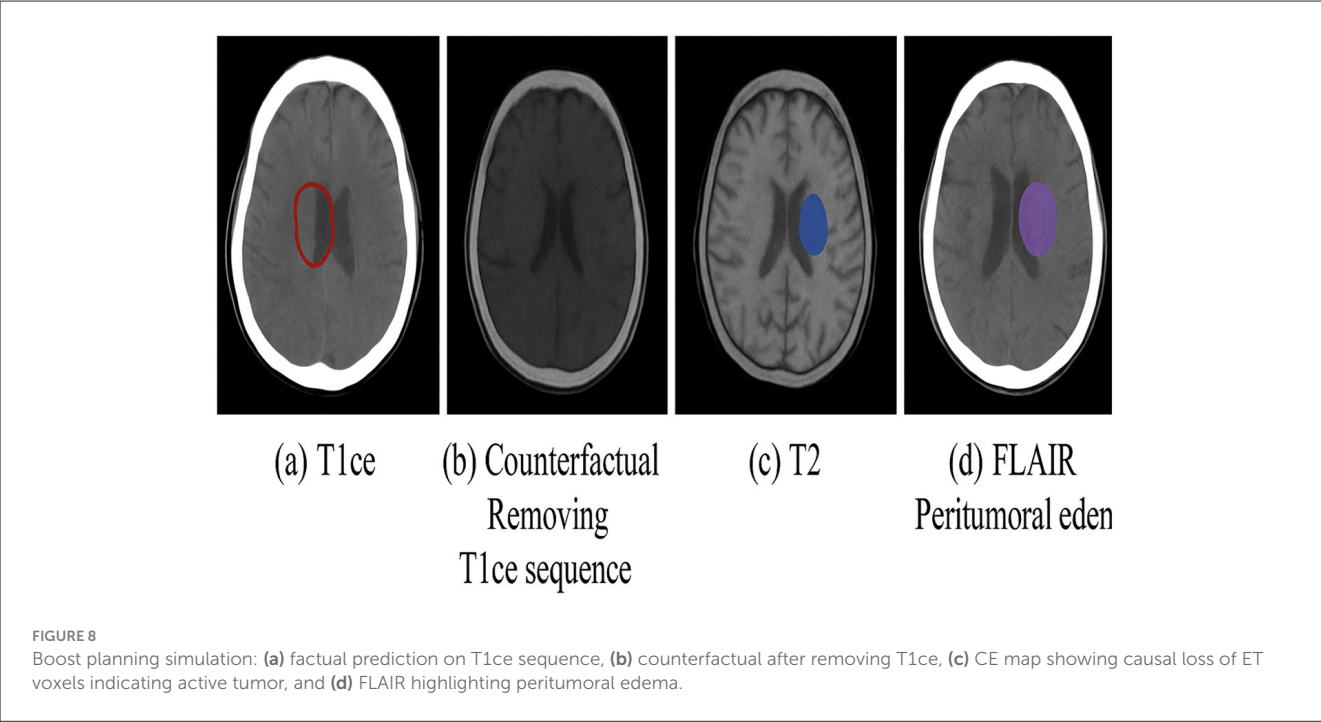 (a) T1ce
(b) Counterfactual
Removing
T1ce sequence
(c) T2
(d) FLAIR
Peritumoral eden
FIGURE 8
Boost planning simulation: (a) factual prediction on T1ce sequence, (b) counterfactual after removing T1ce, (c) CE map showing causal loss of ET
voxels indicating active tumor, and (d) FLAIR highlighting peritumoral edema.